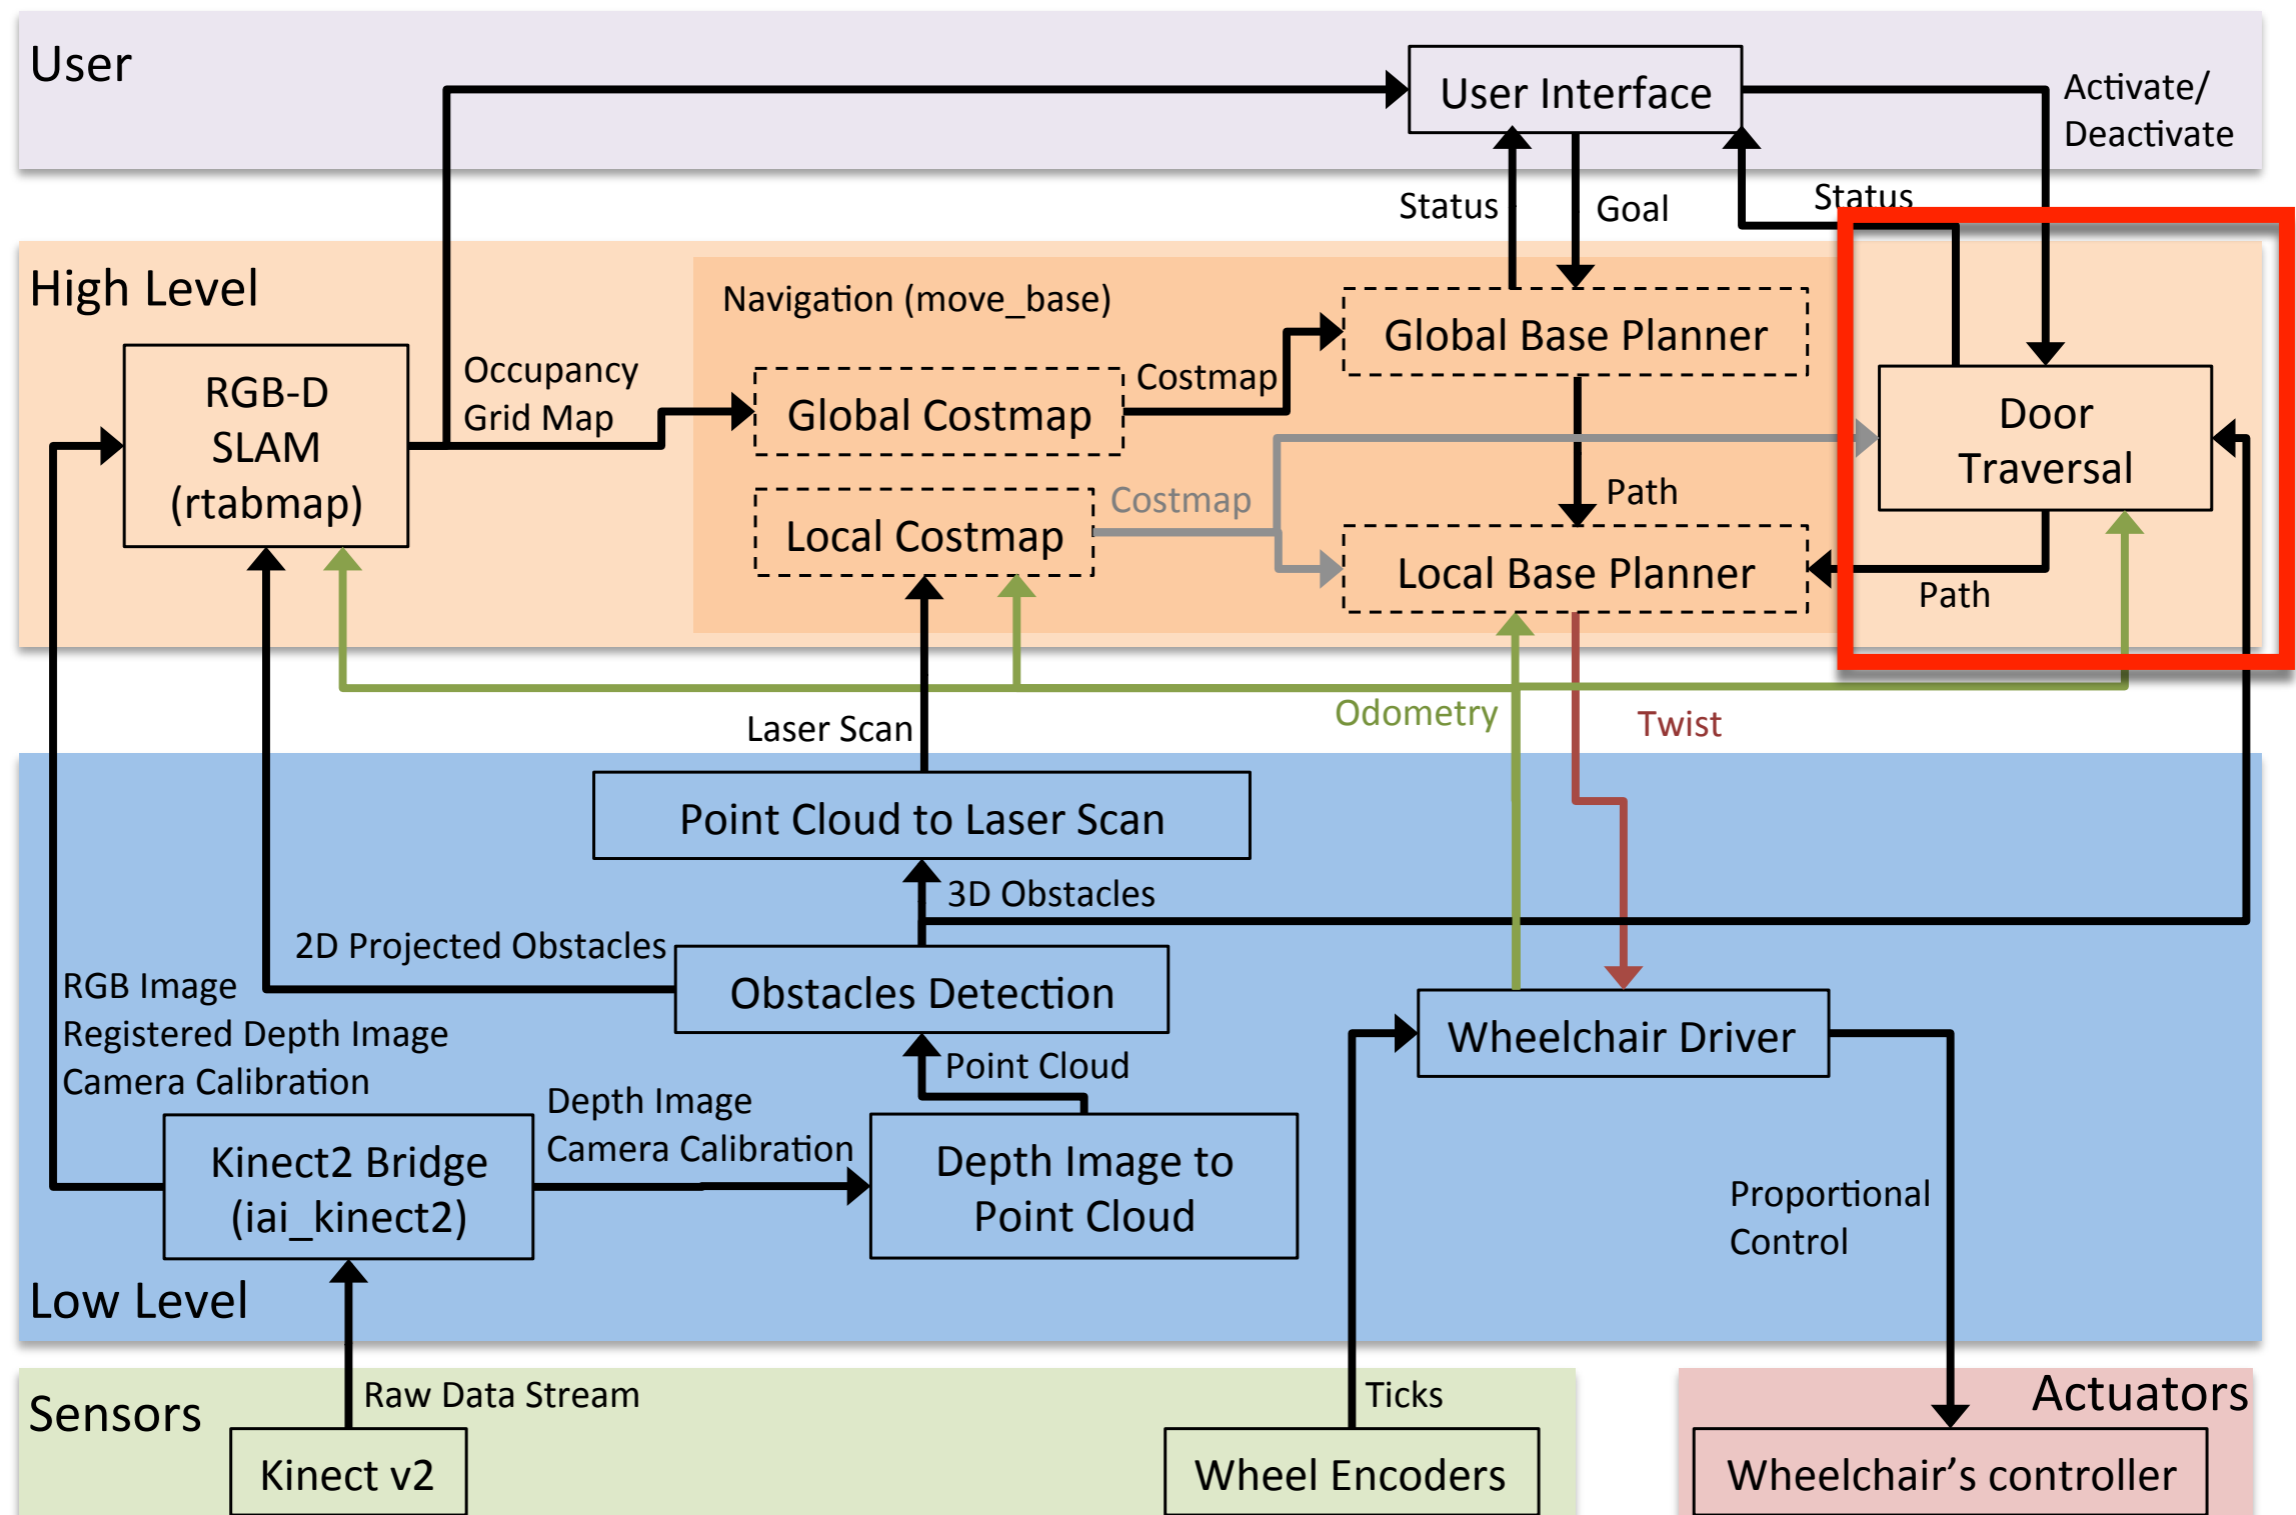 User
User Interface
Activate/
Deactivate
Status
Goal
Status
High Level
Navigation (move_base)
Global Base Planner
RGB-D
SLAM
(rtabmap)
Occupancy
Grid Map
Global Costmap
Costmap
Door
Traversal
Local Costmap
Costmap
Path
Local Base Planner
Path
Laser Scan
Odometry
Twist
Point Cloud to Laser Scan
3D Obstacles
2D Projected Obstacles
Obstacles Detection
RGB Image
Registered Depth Image
Camera Calibration
Point Cloud
Wheelchair Driver
Depth Image
Camera Calibration
Kinect2 Bridge
(iai_kinect2)
Depth Image to
Point Cloud
Proportional
Control
Low Level
Sensors
Raw Data Stream
Ticks
Actuators
Kinect v2
Wheel Encoders
Wheelchair’s controller